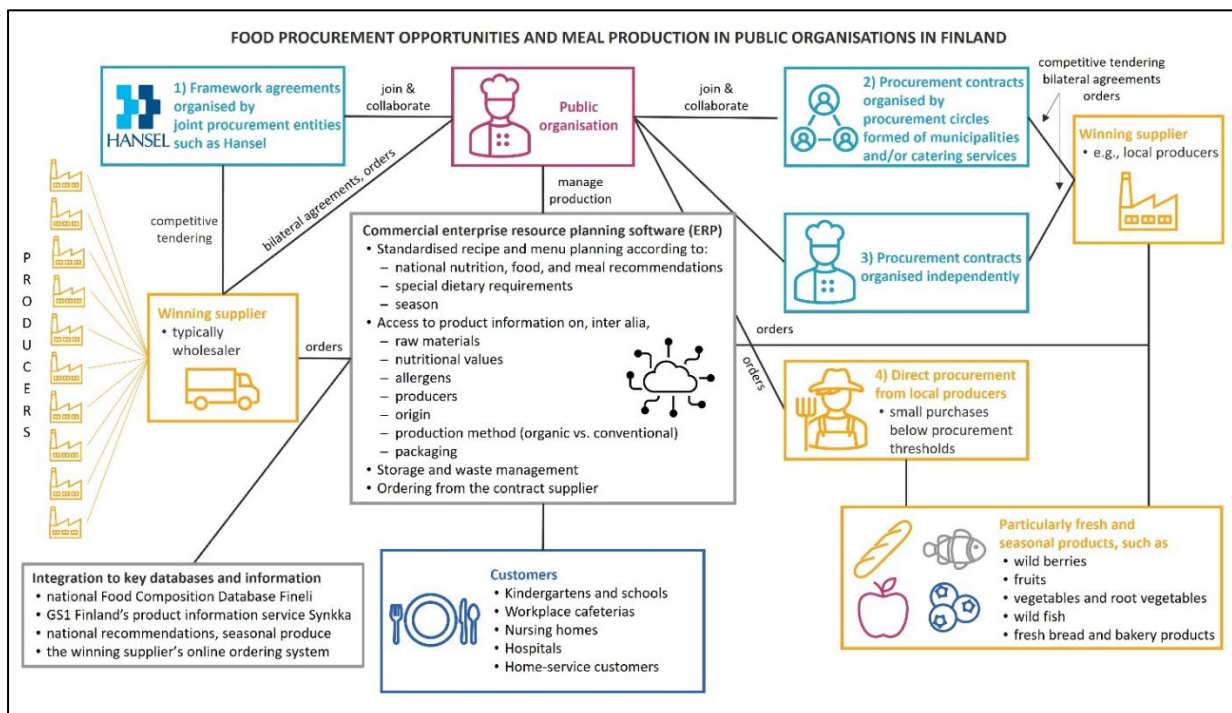 FOOD PROCUREMENT OPPORTUNITIES AND MEAL PRODUCTION IN PUBLIC ORGANISATIONS IN FINLAND
HANSEL
1) Framework agreements
organised by
joint procurement entities
such as Hansel
join &
collaborate
Public
organisation
join &
collaborate
2) Procurement contracts
organised by
procurement circles
formed of municipalities
and/or catering services
competitive tendering
bilateral agreements
orders
Winning supplier
• e.g., local producers
competitive
tendering
bilateral agreements, orders
manage
production
3) Procurement contracts
organised independently
PRODUCERS
Winning supplier
• typically
wholesaler
orders
Commercial enterprise resource planning software (ERP)
• Standardised recipe and menu planning according to:
– national nutrition, food, and meal recommendations
– special dietary requirements
– season
• Access to product information on, inter alia,
– raw materials
– nutritional values
– allergens
– producers
– origin
– production method (organic vs. conventional)
– packaging
• Storage and waste management
• Ordering from the contract supplier
orders
orders
4) Direct procurement
from local producers
• small purchases
below procurement
thresholds
Particularly fresh and
seasonal products, such as
• wild berries
• fruits
• vegetables and root vegetables
• wild fish
• fresh bread and bakery products
Integration to key databases and information
• national Food Composition Database Fineli
• GS1 Finland's product information service Synkka
• national recommendations, seasonal produce
• the winning supplier's online ordering system
Customers
• Kindergartens and schools
• Workplace cafeterias
• Nursing homes
• Hospitals
• Home-service customers